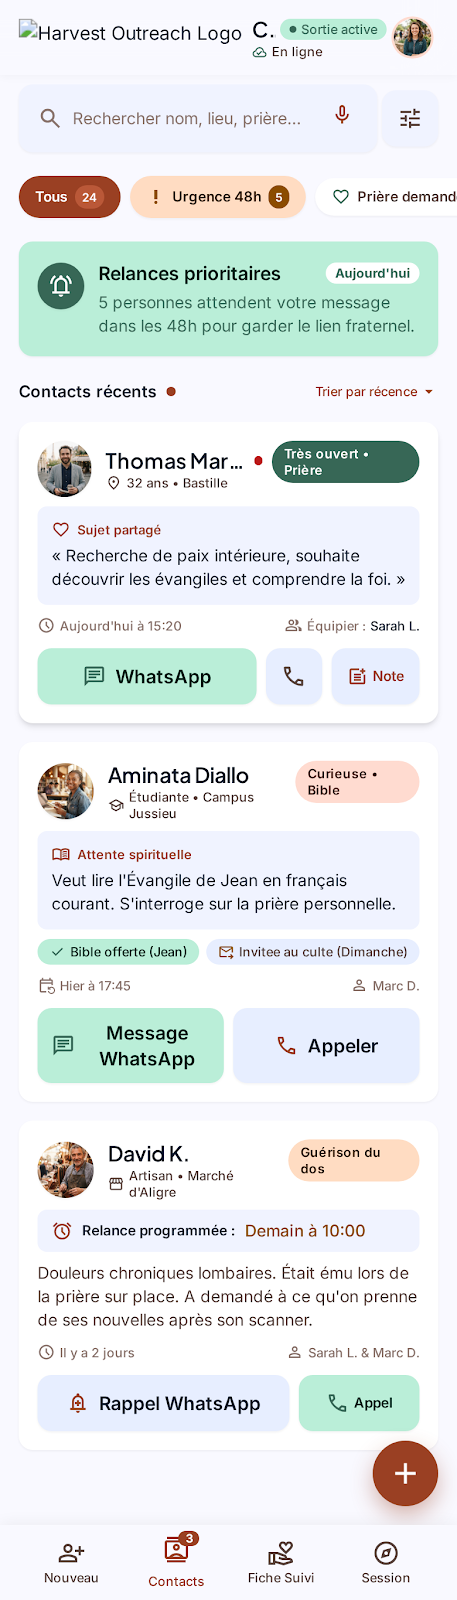 Harvest Outreach Logo
C.. Sortie active
En ligne
Rechercher nom, lieu, prière...
Tous 24 Urgence 48h 5 Prière demand
Relances prioritaires Aujourd'hui
5 personnes attendent votre message
dans les 48h pour garder le lien fraternel.
Contacts récents Trier par récence
Thomas Mar... Très ouvert •
Prière
32 ans • Bastille
Sujet partagé
« Recherche de paix intérieure, souhaite
découvrir les évangiles et comprendre la foi. »
Aujourd'hui à 15:20 Équipier : Sarah L.
WhatsApp Note
Aminata Diallo Curieuse •
Bible
Étudiante • Campus
Jussieu
Attente spirituelle
Veut lire l'Évangile de Jean en français
courant. S'interroge sur la prière personnelle.
Bible offerte (Jean) Invitee au culte (Dimanche)
Hier à 17:45 Marc D.
Message
WhatsApp
Appeler
David K. Guérison du
dos
Artisan • Marché
d'Aligre
Relance programmée : Demain à 10:00
Douleurs chroniques lombaires. Était ému lors de
la prière sur place. A demandé à ce qu'on prenne
de ses nouvelles après son scanner.
Il y a 2 jours Sarah L. & Marc D.
Rappel WhatsApp Appel
+
3
Nouveau Contacts Fiche Suivi Session